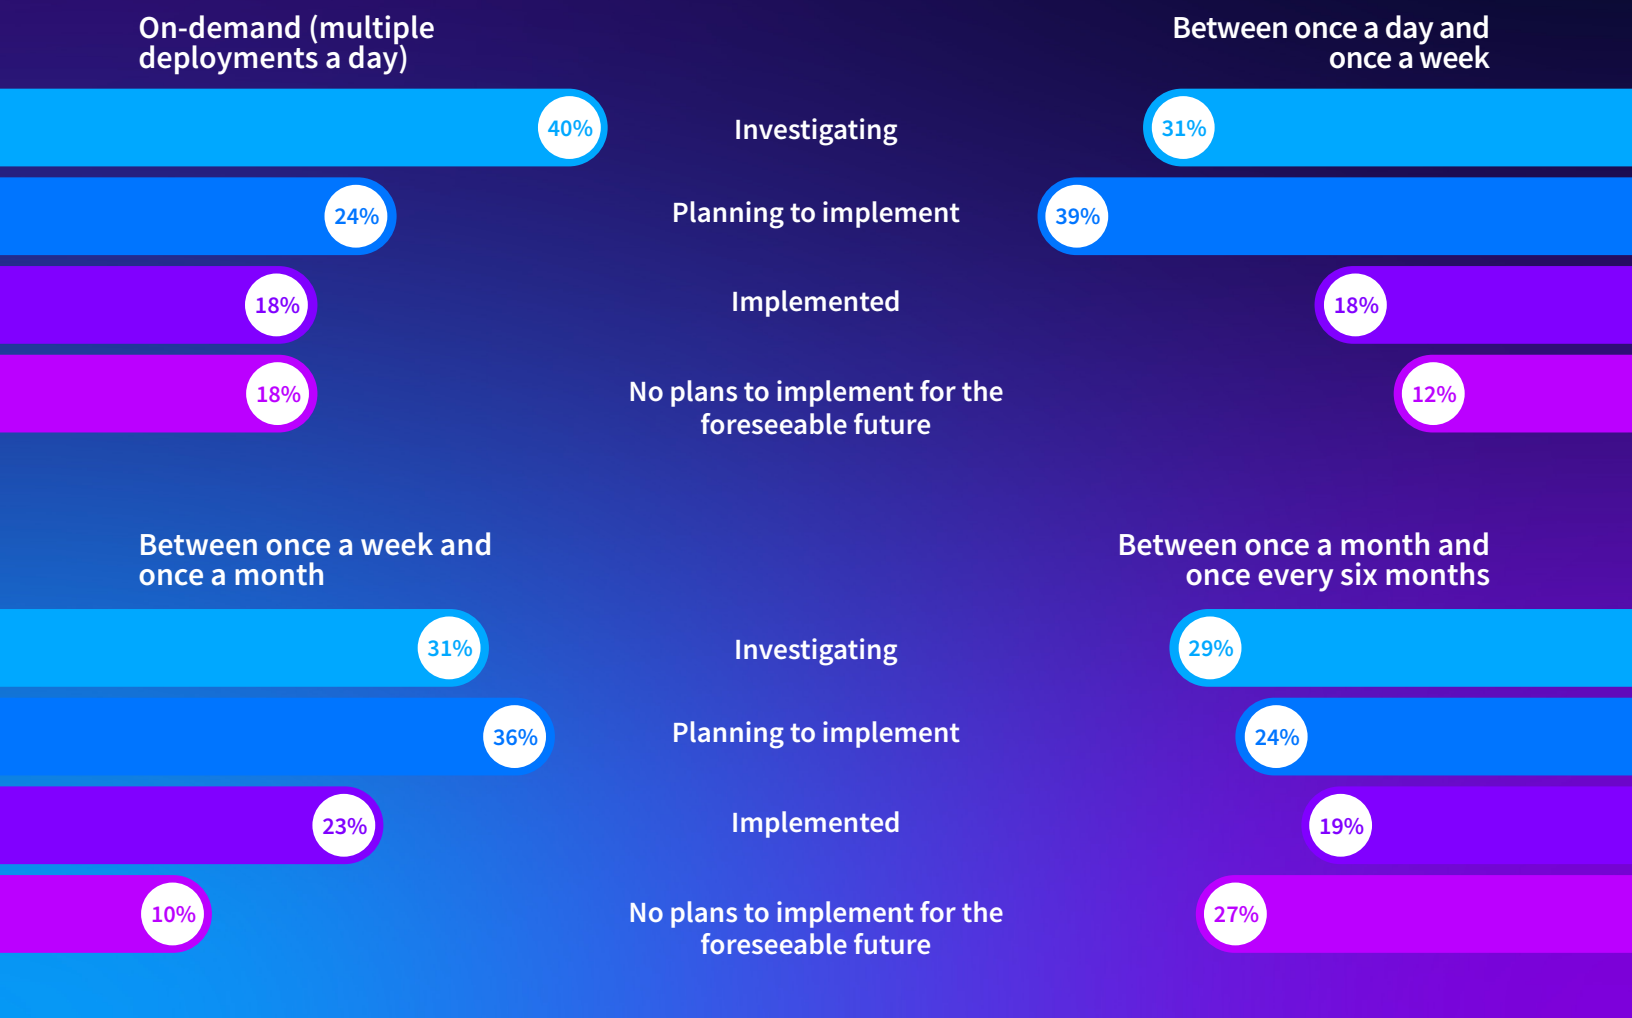 On-demand (multiple
deployments a day)
Between once a day and
once a week
40%
Investigating
31%
24%
Planning to implement
39%
18%
Implemented
18%
18%
No plans to implement for the
foreseeable future
12%
Between once a week and
once a month
Between once a month and
once every six months
31%
Investigating
29%
36%
Planning to implement
24%
23%
Implemented
19%
10%
No plans to implement for the
foreseeable future
27%